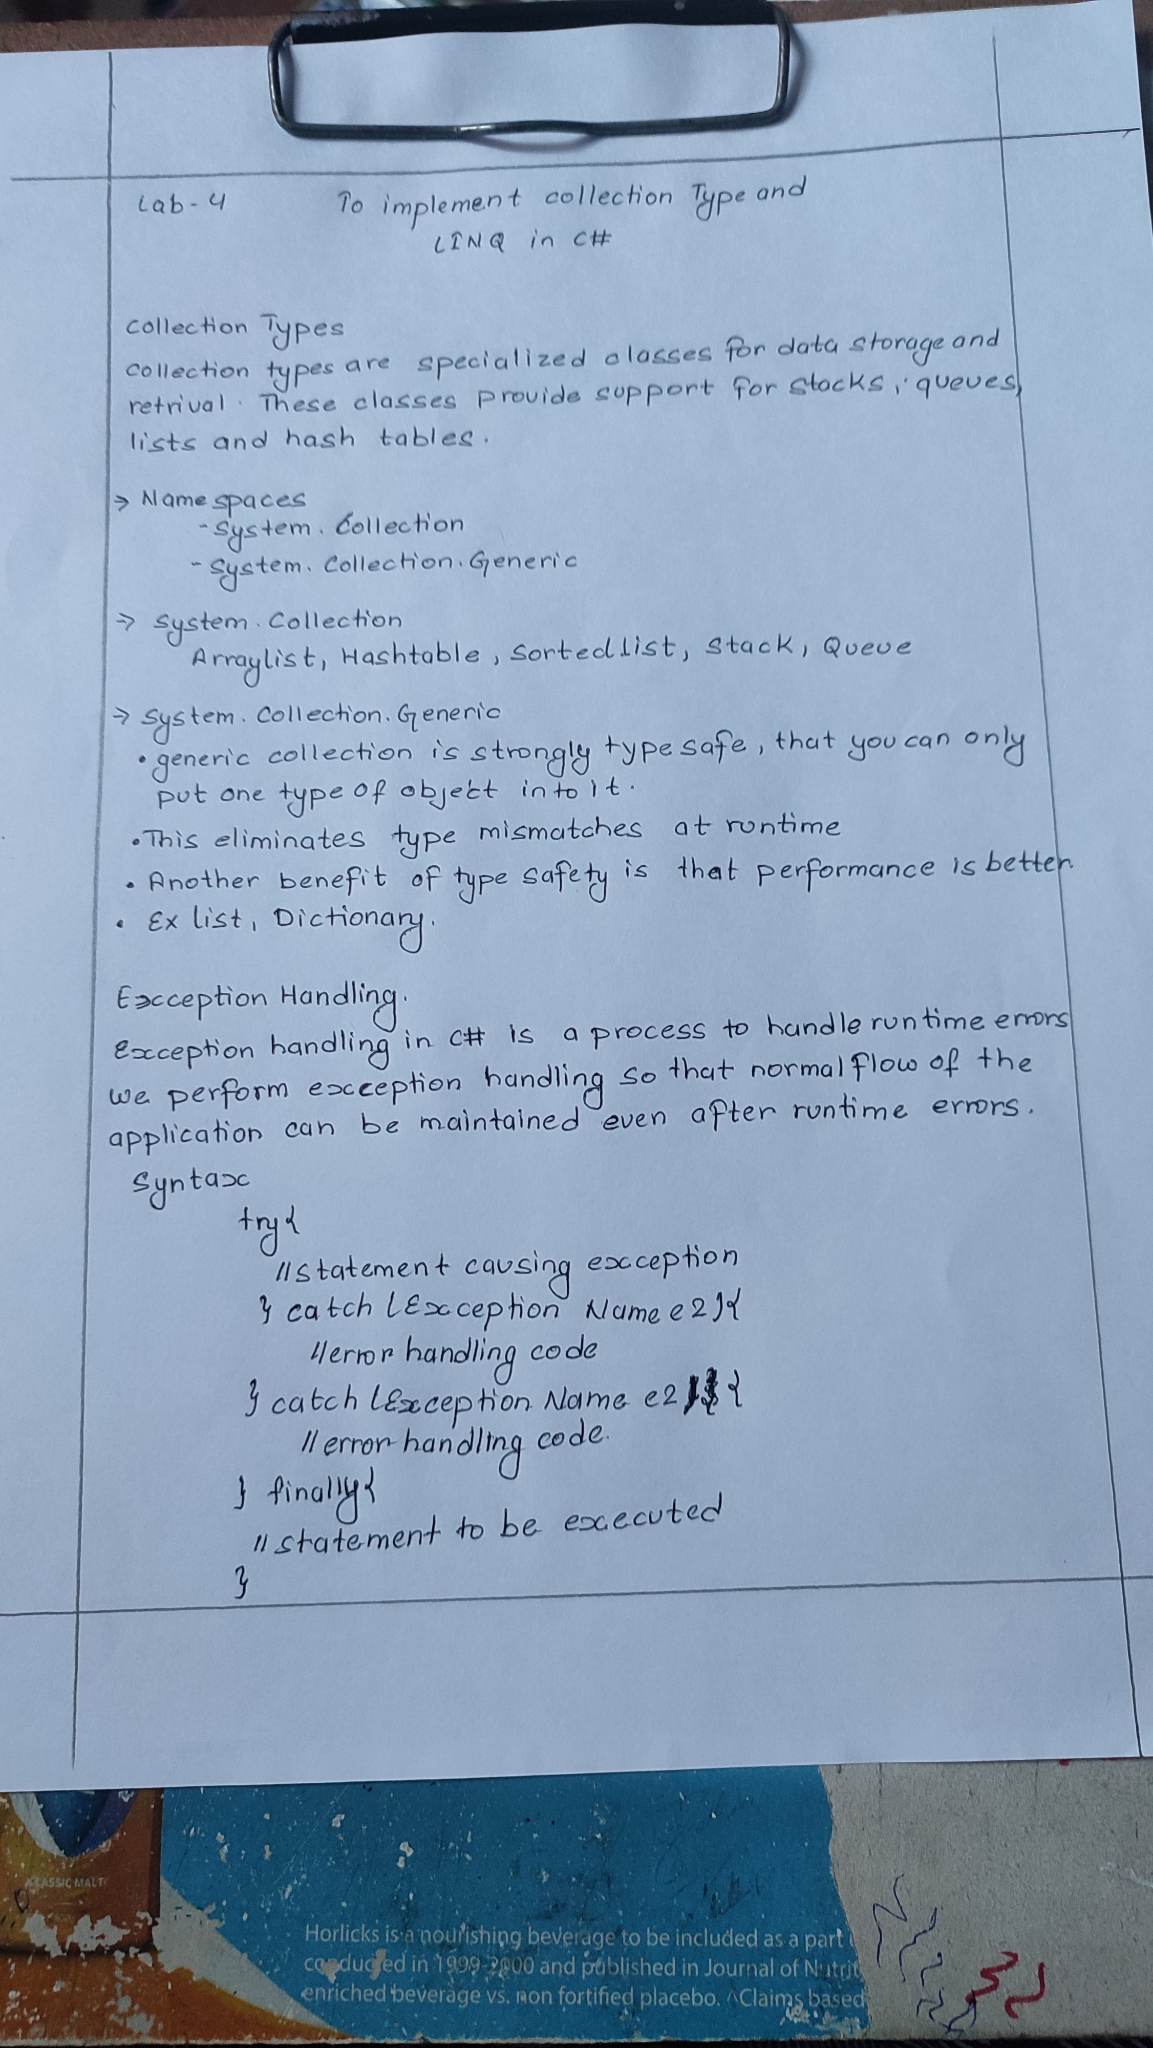 Lab-4 To implement collection Type and
LINQ in C#
Collection Types
collection types are specialized classes for data storage and
retrival. These classes provide support for stacks, queues,
lists and hash tables.
→ Namespaces
- System. Collection
- System. Collection. Generic
→ System. Collection
Arraylist, Hashtable, Sorted list, Stack, Queue
→ System. Collection. Generic
• generic collection is strongly type safe, that you can only
put one type of object into it.
• This eliminates type mismatches at runtime
• Another benefit of type safety is that performance is better.
• Ex list, Dictionary.
Exception Handling.
Exception handling in C# is a process to handle runtime errors
we perform exception handling so that normal flow of the
application can be maintained even after runtime errors.
Syntax
try{
//statement causing exception
} catch (Exception Name e2){
//error handling code
} catch (Exception Name e2){
//error handling code.
} finally{
//statement to be executed
}
CLASSIC MALT
Horlicks is a nourishing beverage to be included as a part
conducted in 1999-2000 and published in Journal of Nutrit
enriched beverage vs. non fortified placebo. ^Claims based